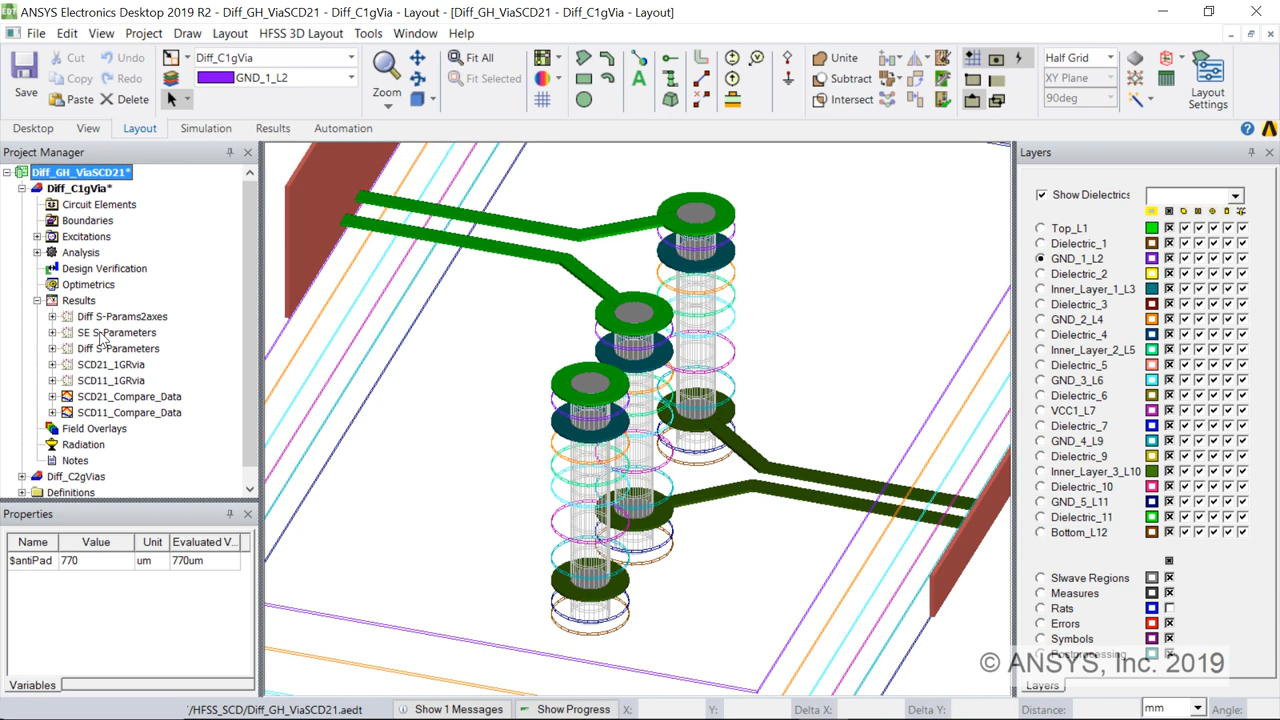 ANSYS Electronics Desktop 2019 R2 - Diff_GH_ViaSCD21 - Diff_C1gVia - Layout - [Diff_GH_ViaSCD21 - Diff_C1gVia - Layout]
File Edit View Project Draw Layout HFSS 3D Layout Tools Window Help
Save
Cut Undo
Copy Redo
Paste Delete
Diff_C1gVia
GND_1_L2
Zoom
Fit All
Fit Selected
Unite
Subtract
Intersect
Half Grid
XY Plane
90deg
Layout
Settings
Desktop View Layout Simulation Results Automation
Project Manager
Diff_GH_ViaSCD21*
Diff_C1gVia*
Circuit Elements
Boundaries
Excitations
Analysis
Design Verification
Optimetrics
Results
Diff S-Params2axes
SE S-Parameters
Diff S-Parameters
SCD21_1GRvia
SCD11_1GRvia
SCD21_Compare_Data
SCD11_Compare_Data
Field Overlays
Radiation
Notes
Diff_C2gVias
Definitions
Properties
Name Value Unit Evaluated V...
$antiPad 770 um 770um
Variables
Layers
Show Dielectrics
Top_L1
Dielectric_1
GND_1_L2
Dielectric_2
Inner_Layer_1_L3
Dielectric_3
GND_2_L4
Dielectric_4
Inner_Layer_2_L5
Dielectric_5
GND_3_L6
Dielectric_6
VCC1_L7
Dielectric_7
GND_4_L9
Dielectric_9
Inner_Layer_3_L10
Dielectric_10
GND_5_L11
Dielectric_11
Bottom_L12
SIwave Regions
Measures
Rats
Errors
Symbols
Postprocessing
© ANSYS, Inc. 2019
Layers
'/HFSS_SCD/Diff_GH_ViaSCD21.aedt Show 1 Messages Show Progress X: Y: Delta X: Delta Y: Distance: mm Angle: